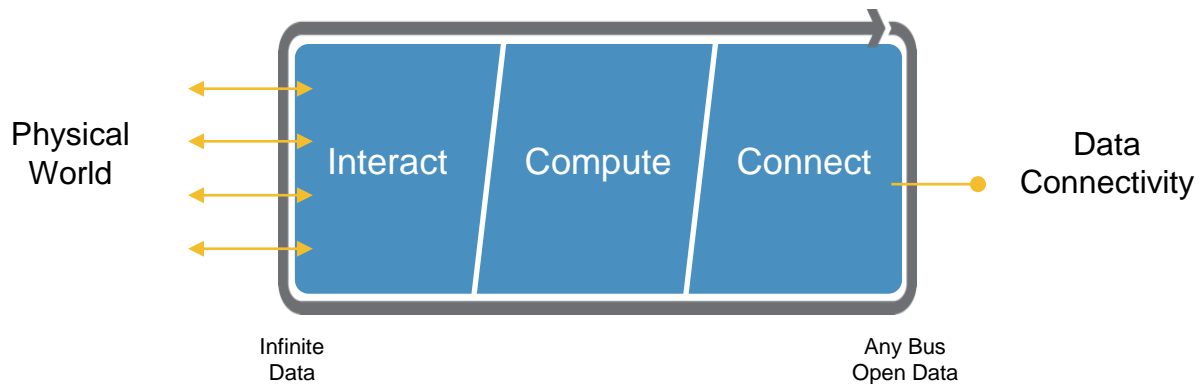 Physical
World
Interact
Compute
Connect
Data
Connectivity
Infinite
Data
Any Bus
Open Data